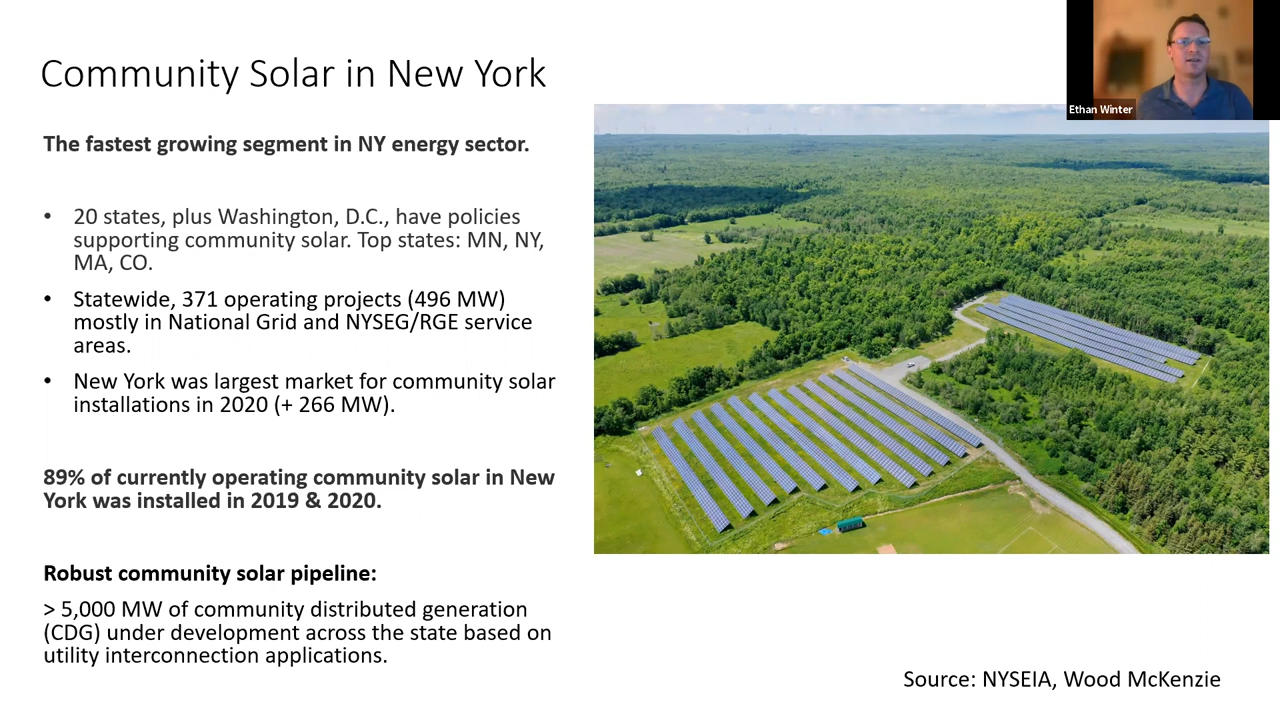 Community Solar in New York
Ethan Winter
The fastest growing segment in NY energy sector.
• 20 states, plus Washington, D.C., have policies
supporting community solar. Top states: MN, NY,
MA, CO.
• Statewide, 371 operating projects (496 MW)
mostly in National Grid and NYSEG/RGE service
areas.
• New York was largest market for community solar
installations in 2020 (+ 266 MW).
89% of currently operating community solar in New
York was installed in 2019 & 2020.
Robust community solar pipeline:
> 5,000 MW of community distributed generation
(CDG) under development across the state based on
utility interconnection applications.
Source: NYSEIA, Wood McKenzie